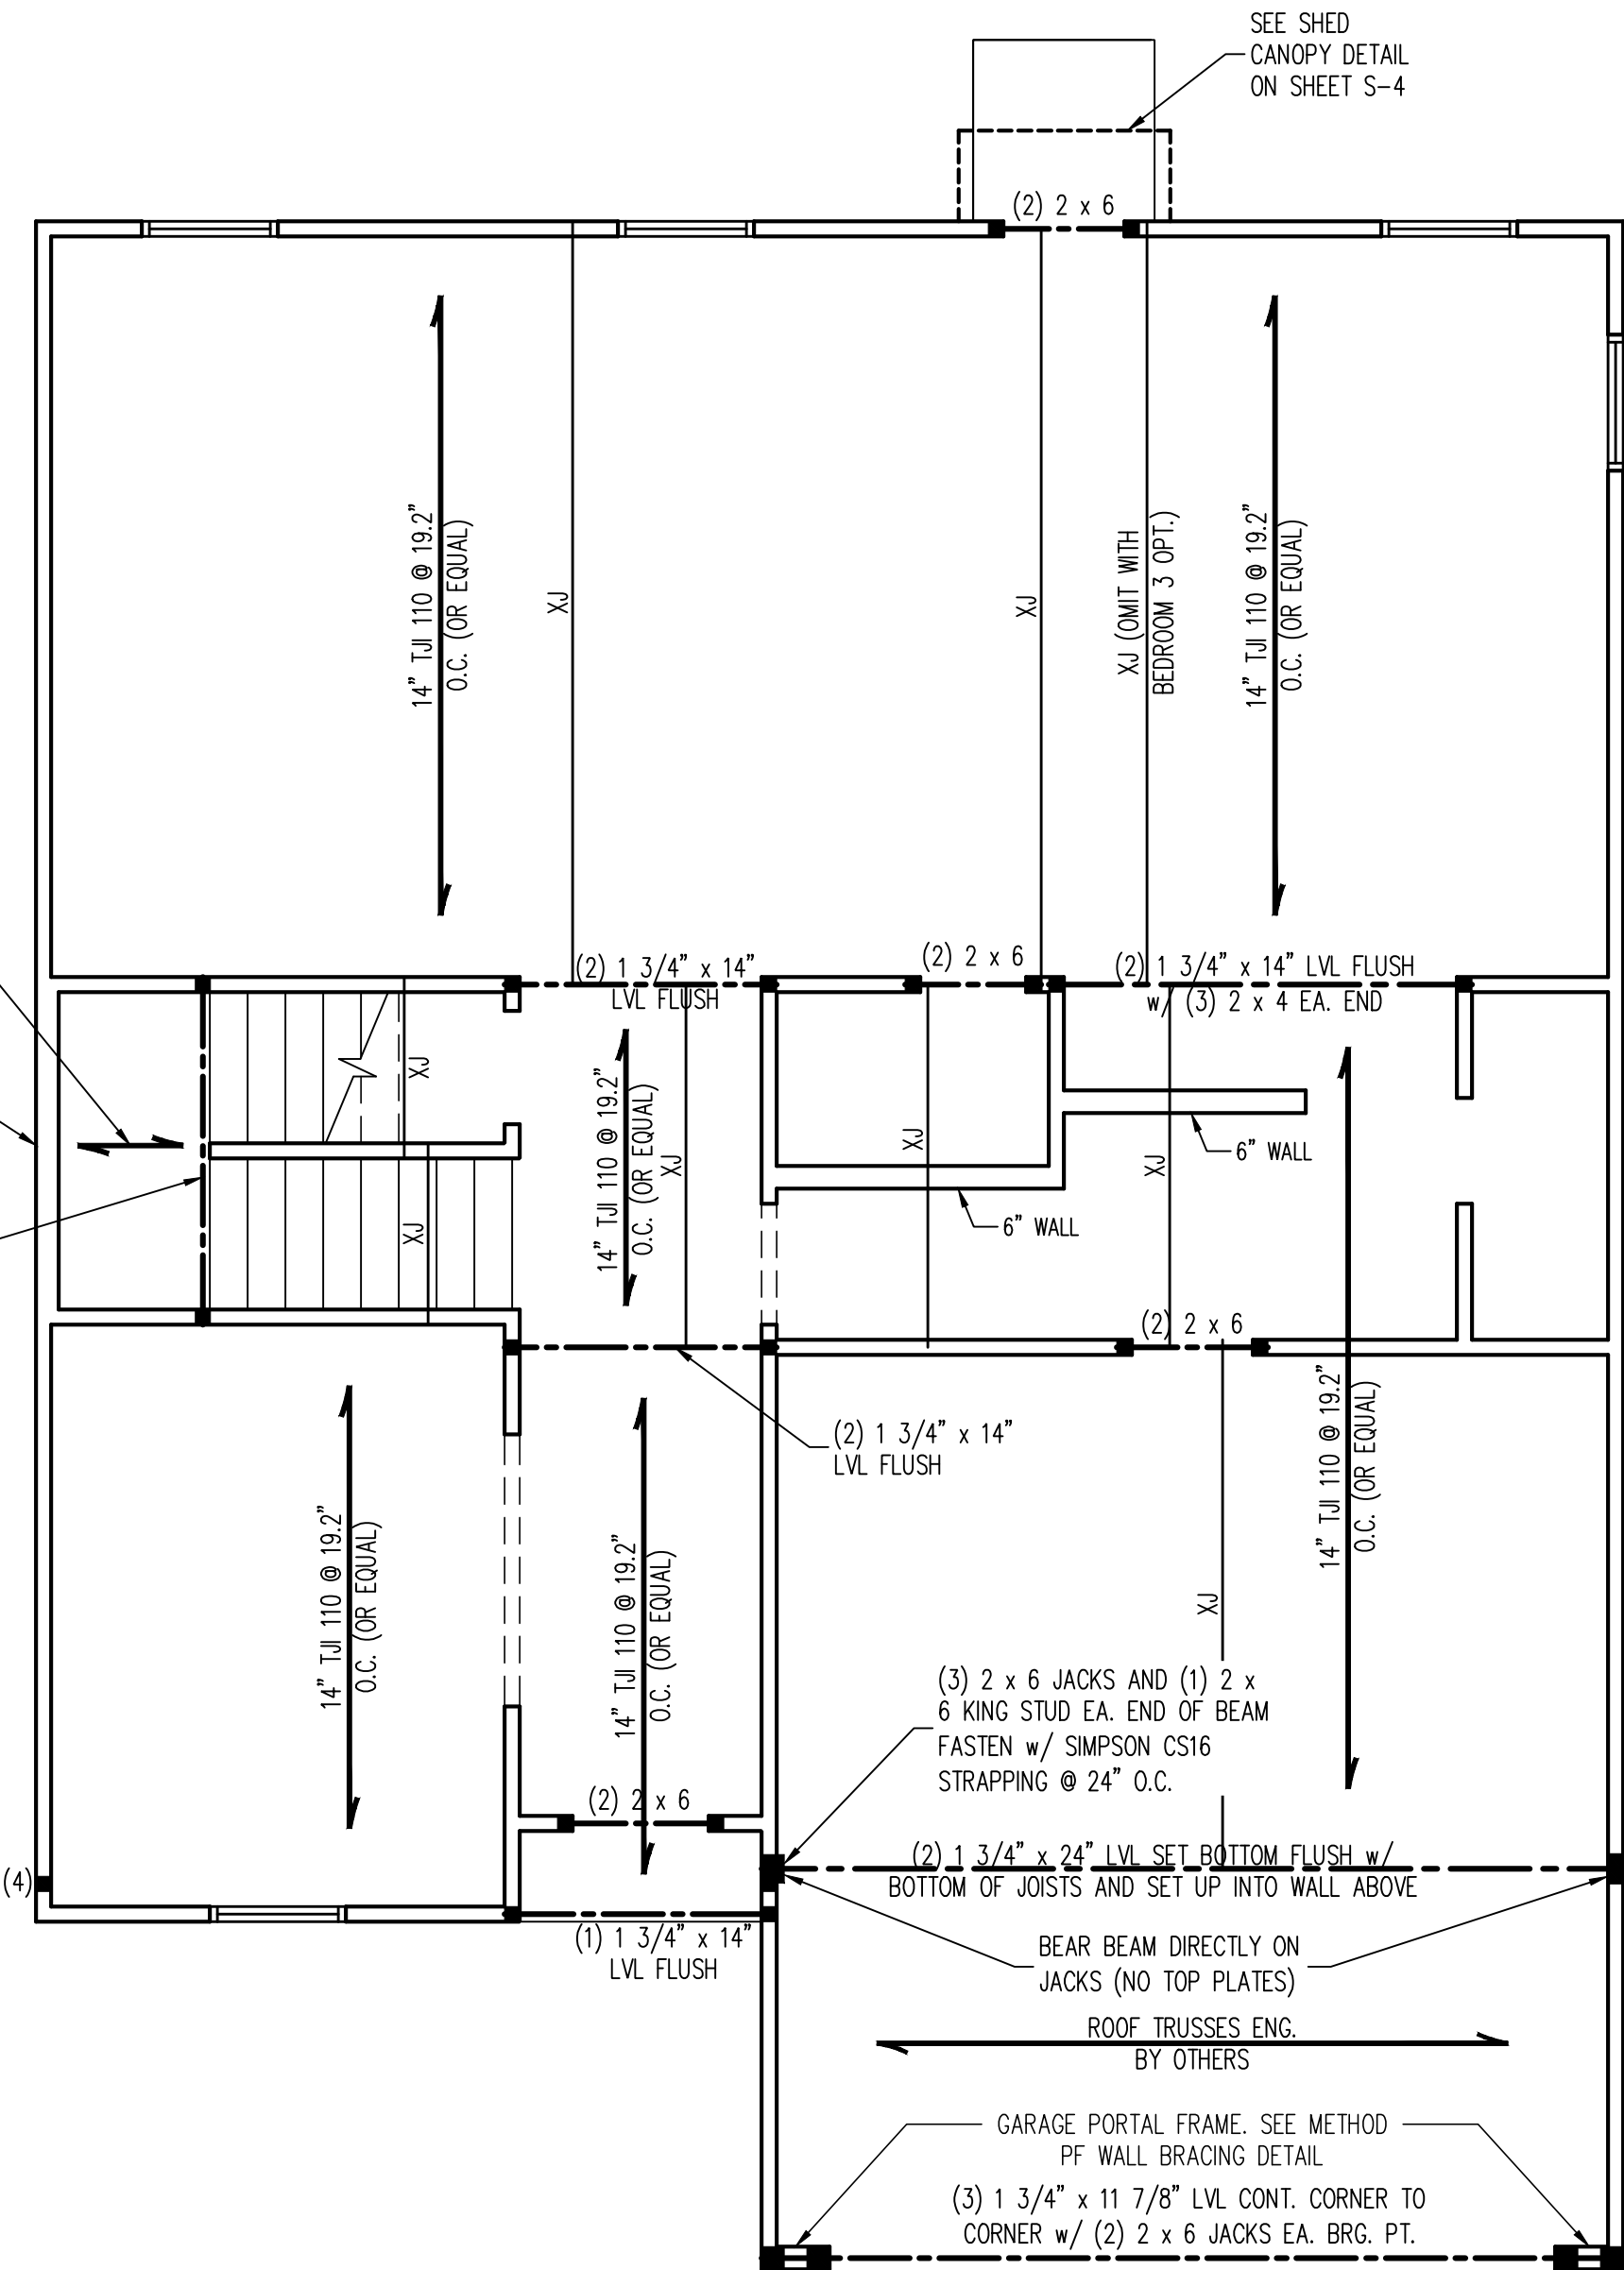 SEE SHED
CANOPY DETAIL
ON SHEET S-4
(2) 2 x 6
14" TJI 110 @ 19.2"
O.C. (OR EQUAL)
XJ
XJ
XJ (OMIT WITH
BEDROOM 3 OPT.)
14" TJI 110 @ 19.2"
O.C. (OR EQUAL)
(2) 1 3/4" x 14"
LVL FLUSH
(2) 2 x 6
(2) 1 3/4" x 14" LVL FLUSH
w/ (3) 2 x 4 EA. END
XJ
XJ
14" TJI 110 @ 19.2"
O.C. (OR EQUAL)
XJ
XJ
XJ
6" WALL
6" WALL
(2) 2 x 6
(2) 1 3/4" x 14"
LVL FLUSH
14" TJI 110 @ 19.2"
O.C. (OR EQUAL)
14" TJI 110 @ 19.2"
O.C. (OR EQUAL)
14" TJI 110 @ 19.2"
O.C. (OR EQUAL)
XJ
(3) 2 x 6 JACKS AND (1) 2 x
6 KING STUD EA. END OF BEAM
FASTEN w/ SIMPSON CS16
STRAPPING @ 24" O.C.
(2) 2 x 6
(2) 1 3/4" x 24" LVL SET BOTTOM FLUSH w/
BOTTOM OF JOISTS AND SET UP INTO WALL ABOVE
(4)
(1) 1 3/4" x 14"
LVL FLUSH
BEAR BEAM DIRECTLY ON
JACKS (NO TOP PLATES)
ROOF TRUSSES ENG.
BY OTHERS
GARAGE PORTAL FRAME. SEE METHOD
PF WALL BRACING DETAIL
(3) 1 3/4" x 11 7/8" LVL CONT. CORNER TO
CORNER w/ (2) 2 x 6 JACKS EA. BRG. PT.